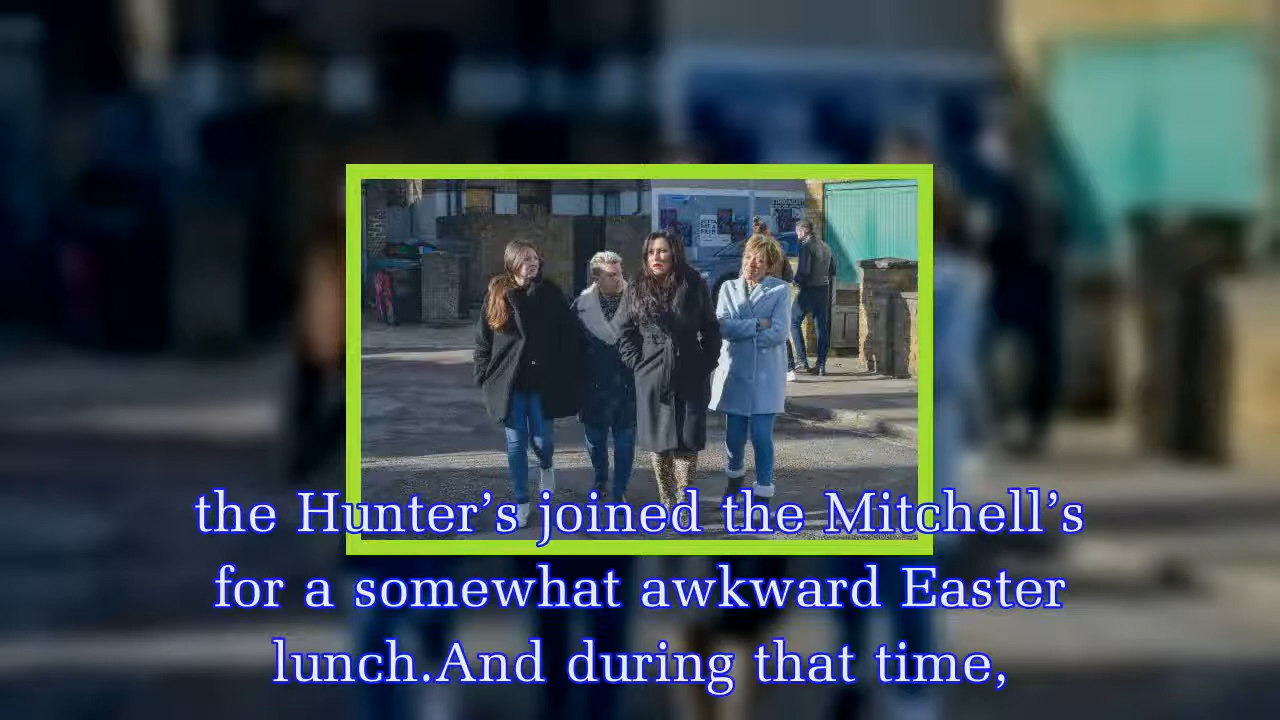 the Hunter’s joined the Mitchell’s
for a somewhat awkward Easter
lunch.And during that time,